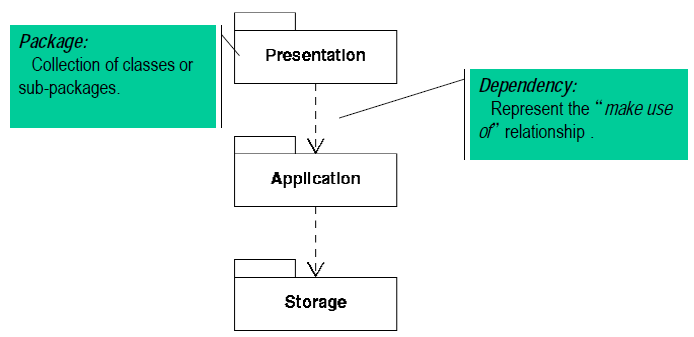 Package:
Collection of classes or
sub-packages.
Presentation
Dependency:
Represent the “make use
of” relationship .
Application
Storage